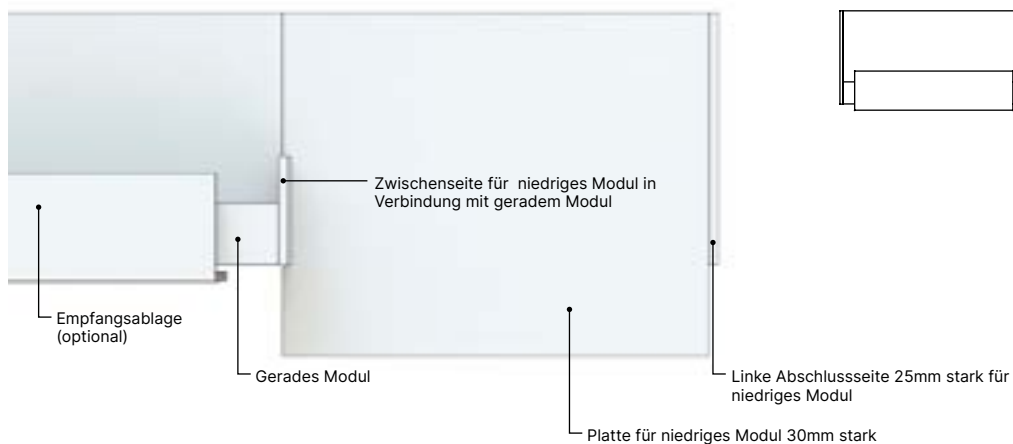 Zwischenseite für niedriges Modul in
Verbindung mit geradem Modul
Empfangsablage
(optional)
Gerades Modul
Linke Abschlussseite 25mm stark für
niedriges Modul
Platte für niedriges Modul 30mm stark